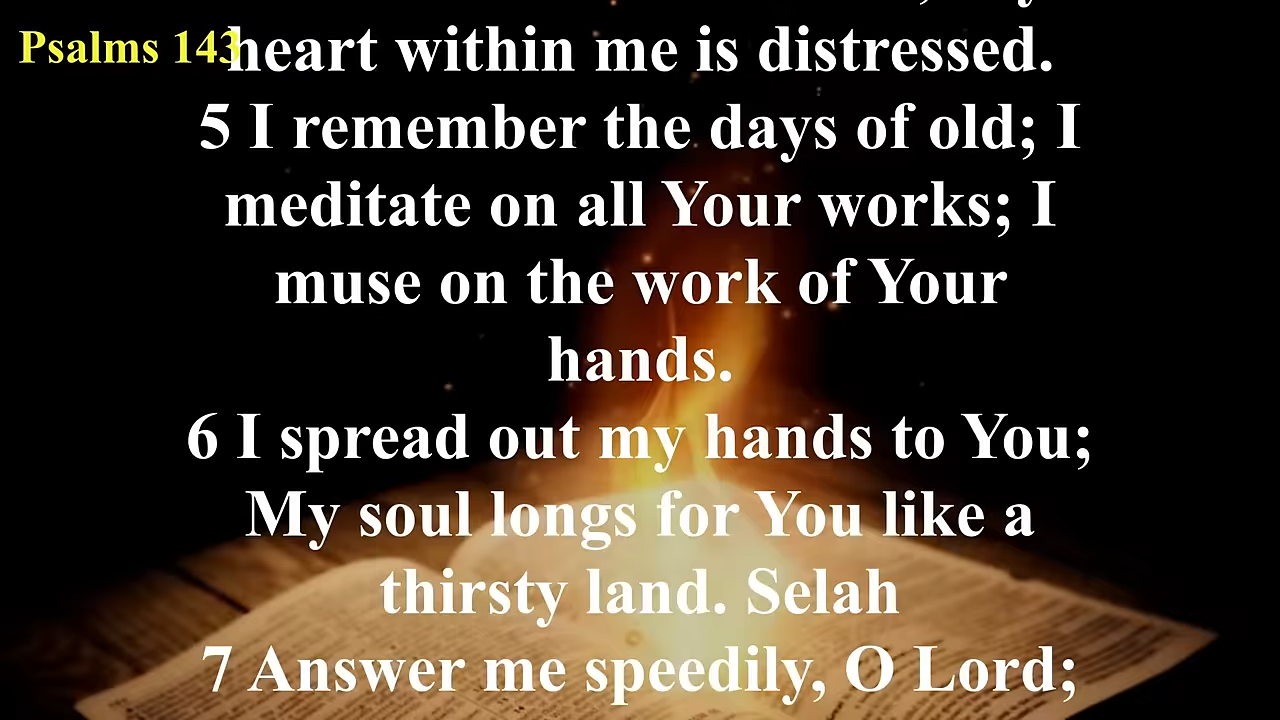 Psalms 143
heart within me is distressed.
5 I remember the days of old; I
meditate on all Your works; I
muse on the work of Your
hands.
6 I spread out my hands to You;
My soul longs for You like a
thirsty land. Selah
7 Answer me speedily, O Lord;